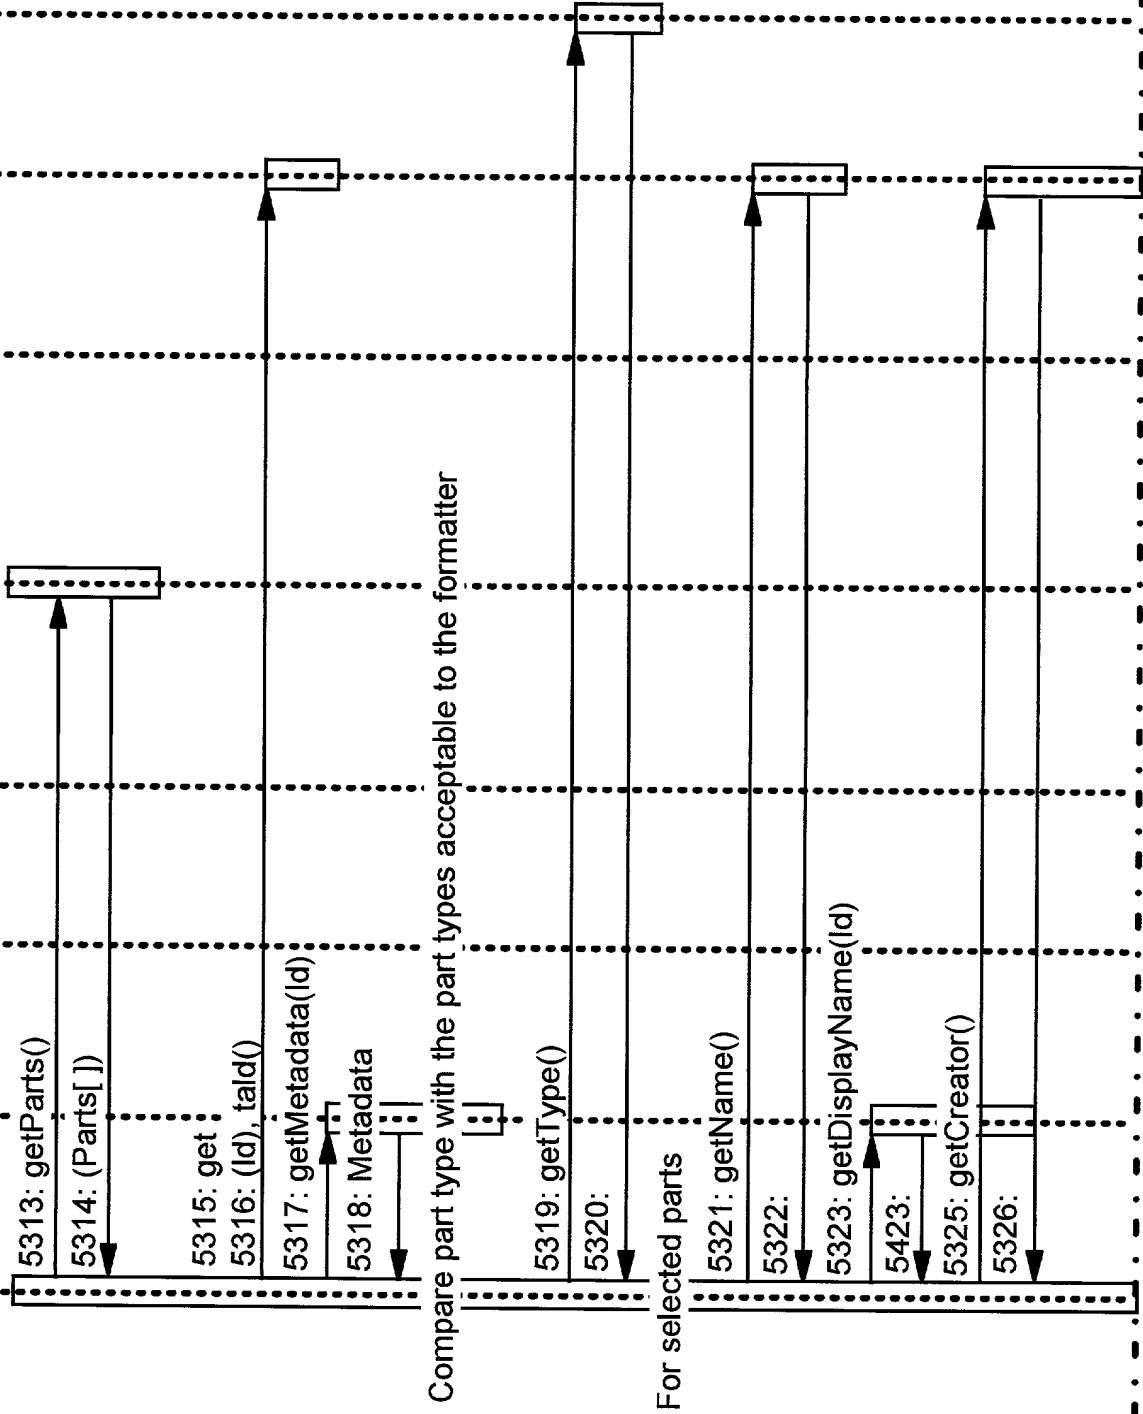 5313: getParts()
5314: (Parts[ ])
5315: get
5316: (Id), taId()
5317: getMetadata(Id)
5318: Metadata
Compare part type with the part types acceptable to the formatter
5319: getType()
5320:
For selected parts
5321: getName()
5322:
5323: getDisplayName(Id)
5423:
5325: getCreator()
5326: